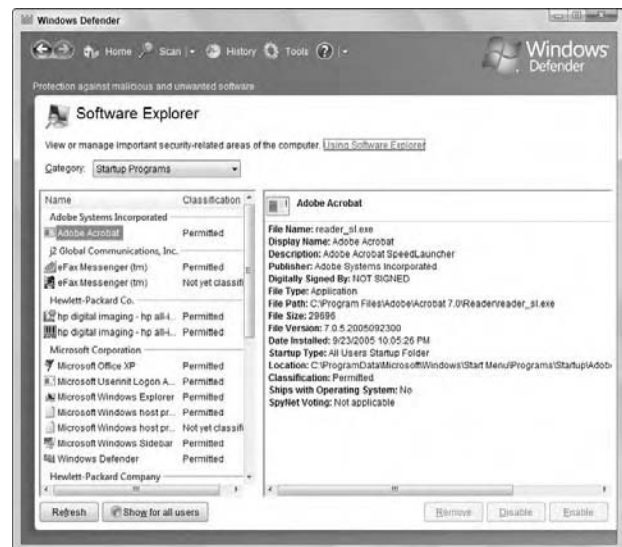 Windows Defender
Home Scan History Tools
Windows
Defender
Protection against malicious and unwanted software
Software Explorer
View or manage important security-related areas of the computer. Using Software Explorer
Category: Startup Programs
Name Classification
Adobe Systems Incorporated
Adobe Acrobat Permitted
j2 Global Communications, Inc.
eFax Messenger (tm) Permitted
eFax Messenger (tm) Not yet classifi
Hewlett-Packard Co.
hp digital imaging - hp all-i... Permitted
hp digital imaging - hp all-i... Permitted
Microsoft Corporation
Microsoft Office XP Permitted
Microsoft Userinit Logon A... Permitted
Microsoft Windows Explorer Permitted
Microsoft Windows host pr... Permitted
Microsoft Windows host pr... Not yet classifi
Microsoft Windows Sidebar Permitted
Windows Defender Permitted
Hewlett-Packard Company
Adobe Acrobat
File Name: reader_sl.exe
Display Name: Adobe Acrobat
Description: Adobe Acrobat SpeedLauncher
Publisher: Adobe Systems Incorporated
Digitally Signed By: NOT SIGNED
File Type: Application
File Path: C:\Program Files\Adobe\Acrobat 7.0\Reader\reader_sl.exe
File Size: 29696
File Version: 7.0.5.2005092300
Date Installed: 9/23/2005 10:05:26 PM
Startup Type: All Users Startup Folder
Location: C:\ProgramData\Microsoft\Windows\Start Menu\Programs\Startup\Adob
Classification: Permitted
Ships with Operating System: No
SpyNet Voting: Not applicable
Refresh Show for all users Remove Disable Enable